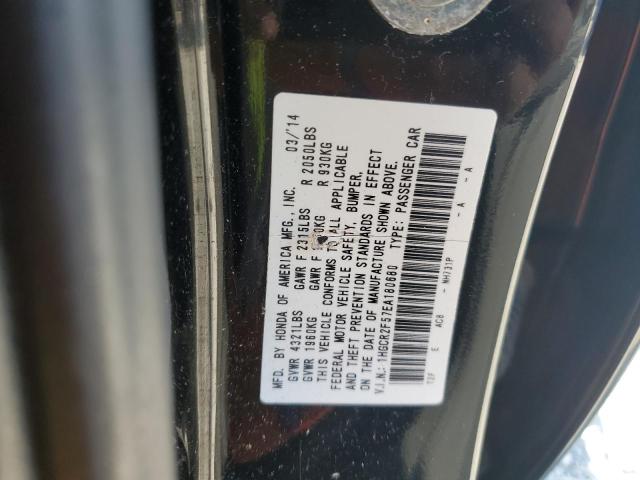 MFD. BY HONDA OF AMERICA MFG., INC. 03/'14
GVWR 4321LBS GAWR F 2315LBS R 2050LBS
GVWR 1960KG GAWR F R 930KG
THIS VEHICLE CONFORMS TO ALL APPLICABLE
FEDERAL MOTOR VEHICLE SAFETY, BUMPER,
AND THEFT PREVENTION STANDARDS IN EFFECT
ON THE DATE OF MANUFACTURE SHOWN ABOVE.
V.I.N.: 1HGCR2F57EA180680 TYPE: PASSENGER CAR
E AC8 - NH731P - A - A